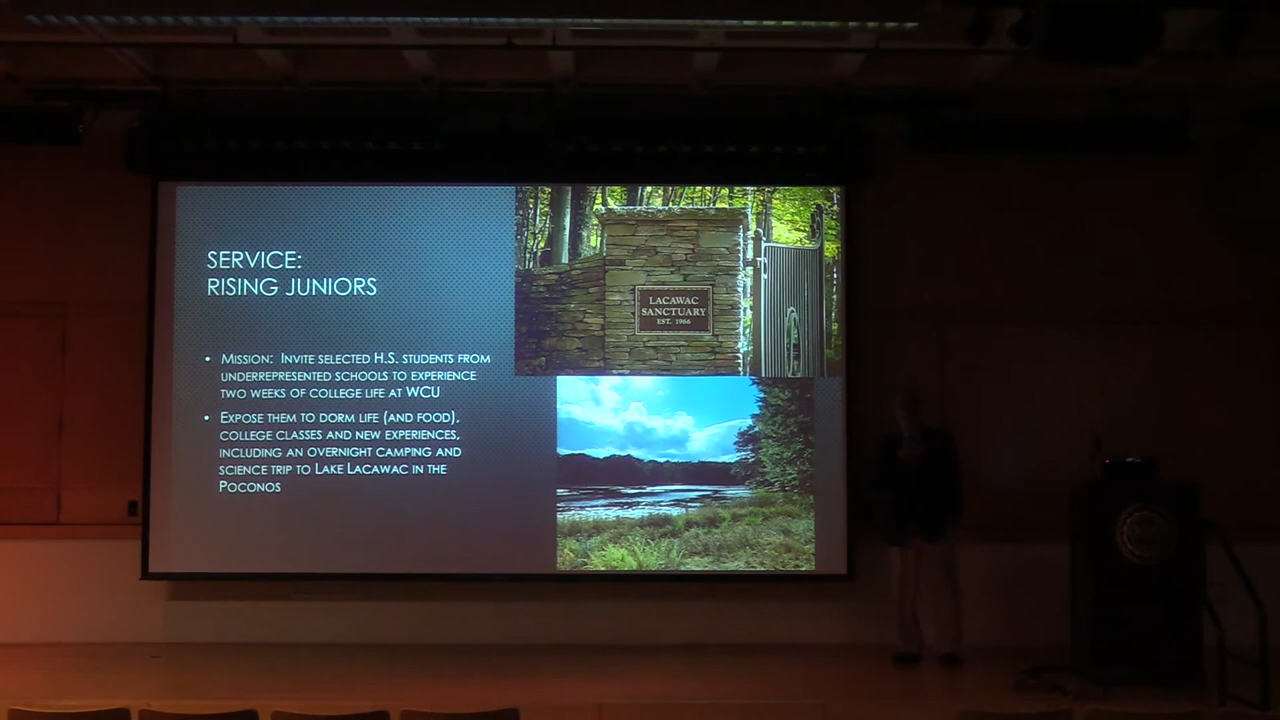 SERVICE:
RISING JUNIORS
• MISSION: INVITE SELECTED H.S. STUDENTS FROM
UNDERREPRESENTED SCHOOLS TO EXPERIENCE
TWO WEEKS OF COLLEGE LIFE AT WCU
• EXPOSE THEM TO DORM LIFE (AND FOOD),
COLLEGE CLASSES AND NEW EXPERIENCES,
INCLUDING AN OVERNIGHT CAMPING AND
SCIENCE TRIP TO LAKE LACAWAC IN THE
POCONOS
LACAWAC
SANCTUARY
EST. 1966